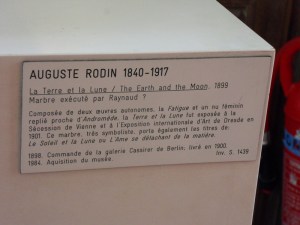 AUGUSTE RODIN 1840-1917
La Terre et la Lune / The Earth and the Moon, 1899
Marbre exécuté par Raynaud ?
Composée de deux œuvres autonomes, la Fatigue et un nu féminin
replié proche d'Andromède, la Terre et la Lune fut exposée à la
Sécession de Vienne et à l'Exposition internationale d'Art de Dresde en
1901. Ce marbre, très symboliste, porte également les titres de:
Le Soleil et la Lune ou L'Ame se détachant de la matière.
1898. Commande de la galerie Cassirer de Berlin; livré en 1900.
1984. Aquisition du musée. Inv. S. 1439